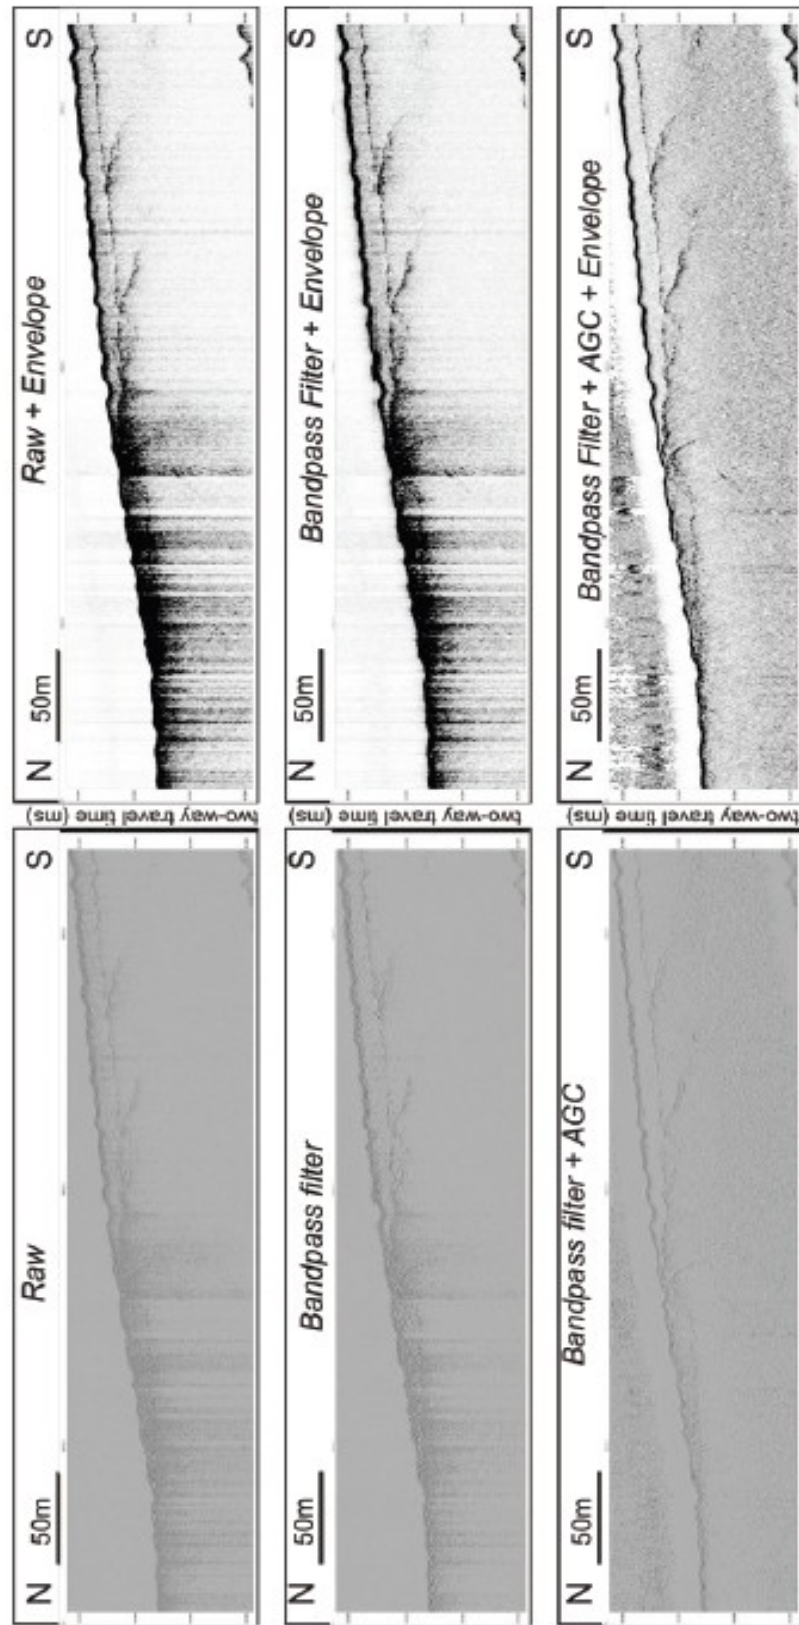 N 50m Raw S
two-way travel time (ms)
N 50m Raw + Envelope S
N 50m Bandpass filter S
two-way travel time (ms)
N 50m Bandpass Filter + Envelope S
N 50m Bandpass filter + AGC S
two-way travel time (ms)
N 50m Bandpass Filter + AGC + Envelope S